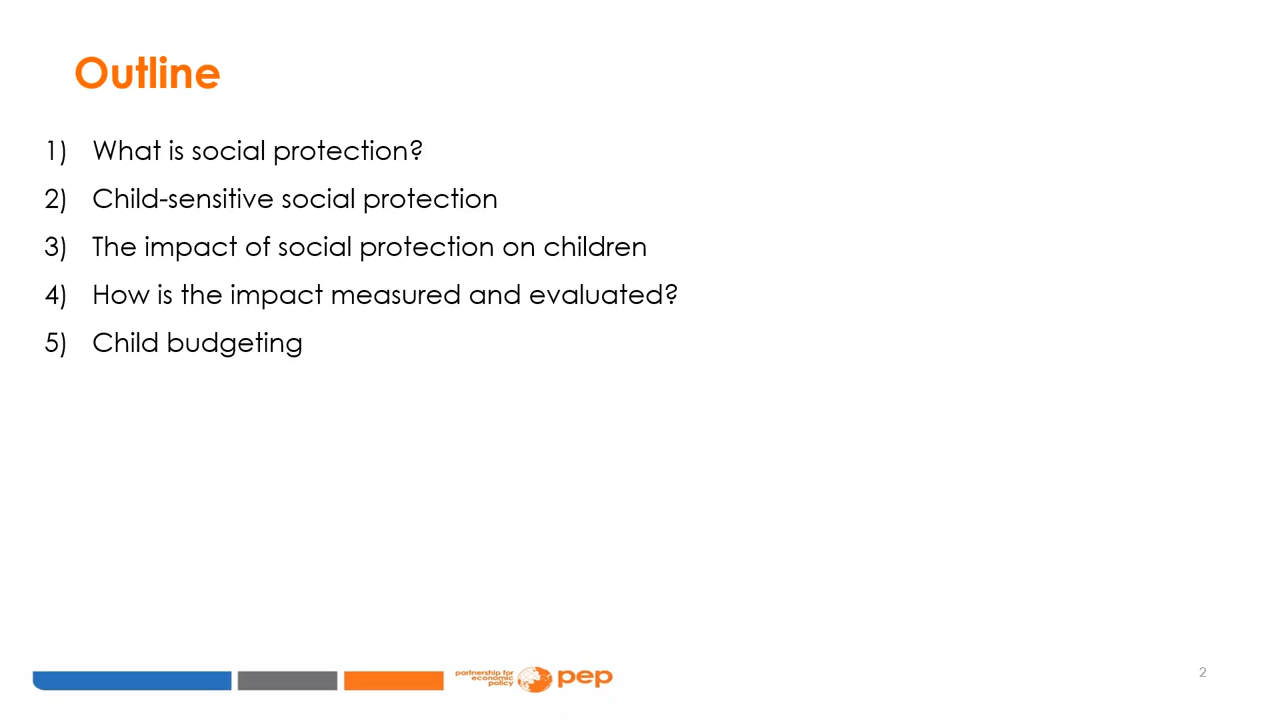 Outline
1) What is social protection?
2) Child-sensitive social protection
3) The impact of social protection on children
4) How is the impact measured and evaluated?
5) Child budgeting
partnership for
economic
policy
pep
2